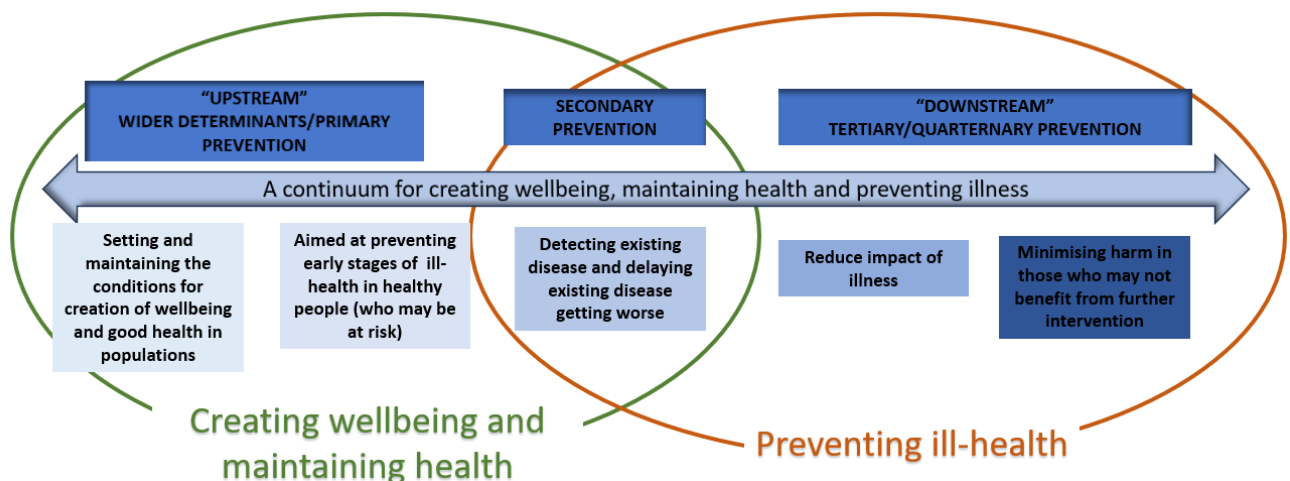 “UPSTREAM”
WIDER DETERMINANTS/PRIMARY
PREVENTION
SECONDARY
PREVENTION
“DOWNSTREAM”
TERTIARY/QUARTERNARY PREVENTION
A continuum for creating wellbeing, maintaining health and preventing illness
Setting and
maintaining the
conditions for
creation of wellbeing
and good health in
populations
Aimed at preventing
early stages of ill-
health in healthy
people (who may be
at risk)
Detecting existing
disease and delaying
existing disease
getting worse
Reduce impact of
illness
Minimising harm in
those who may not
benefit from further
intervention
Creating wellbeing and
maintaining health
Preventing ill-health